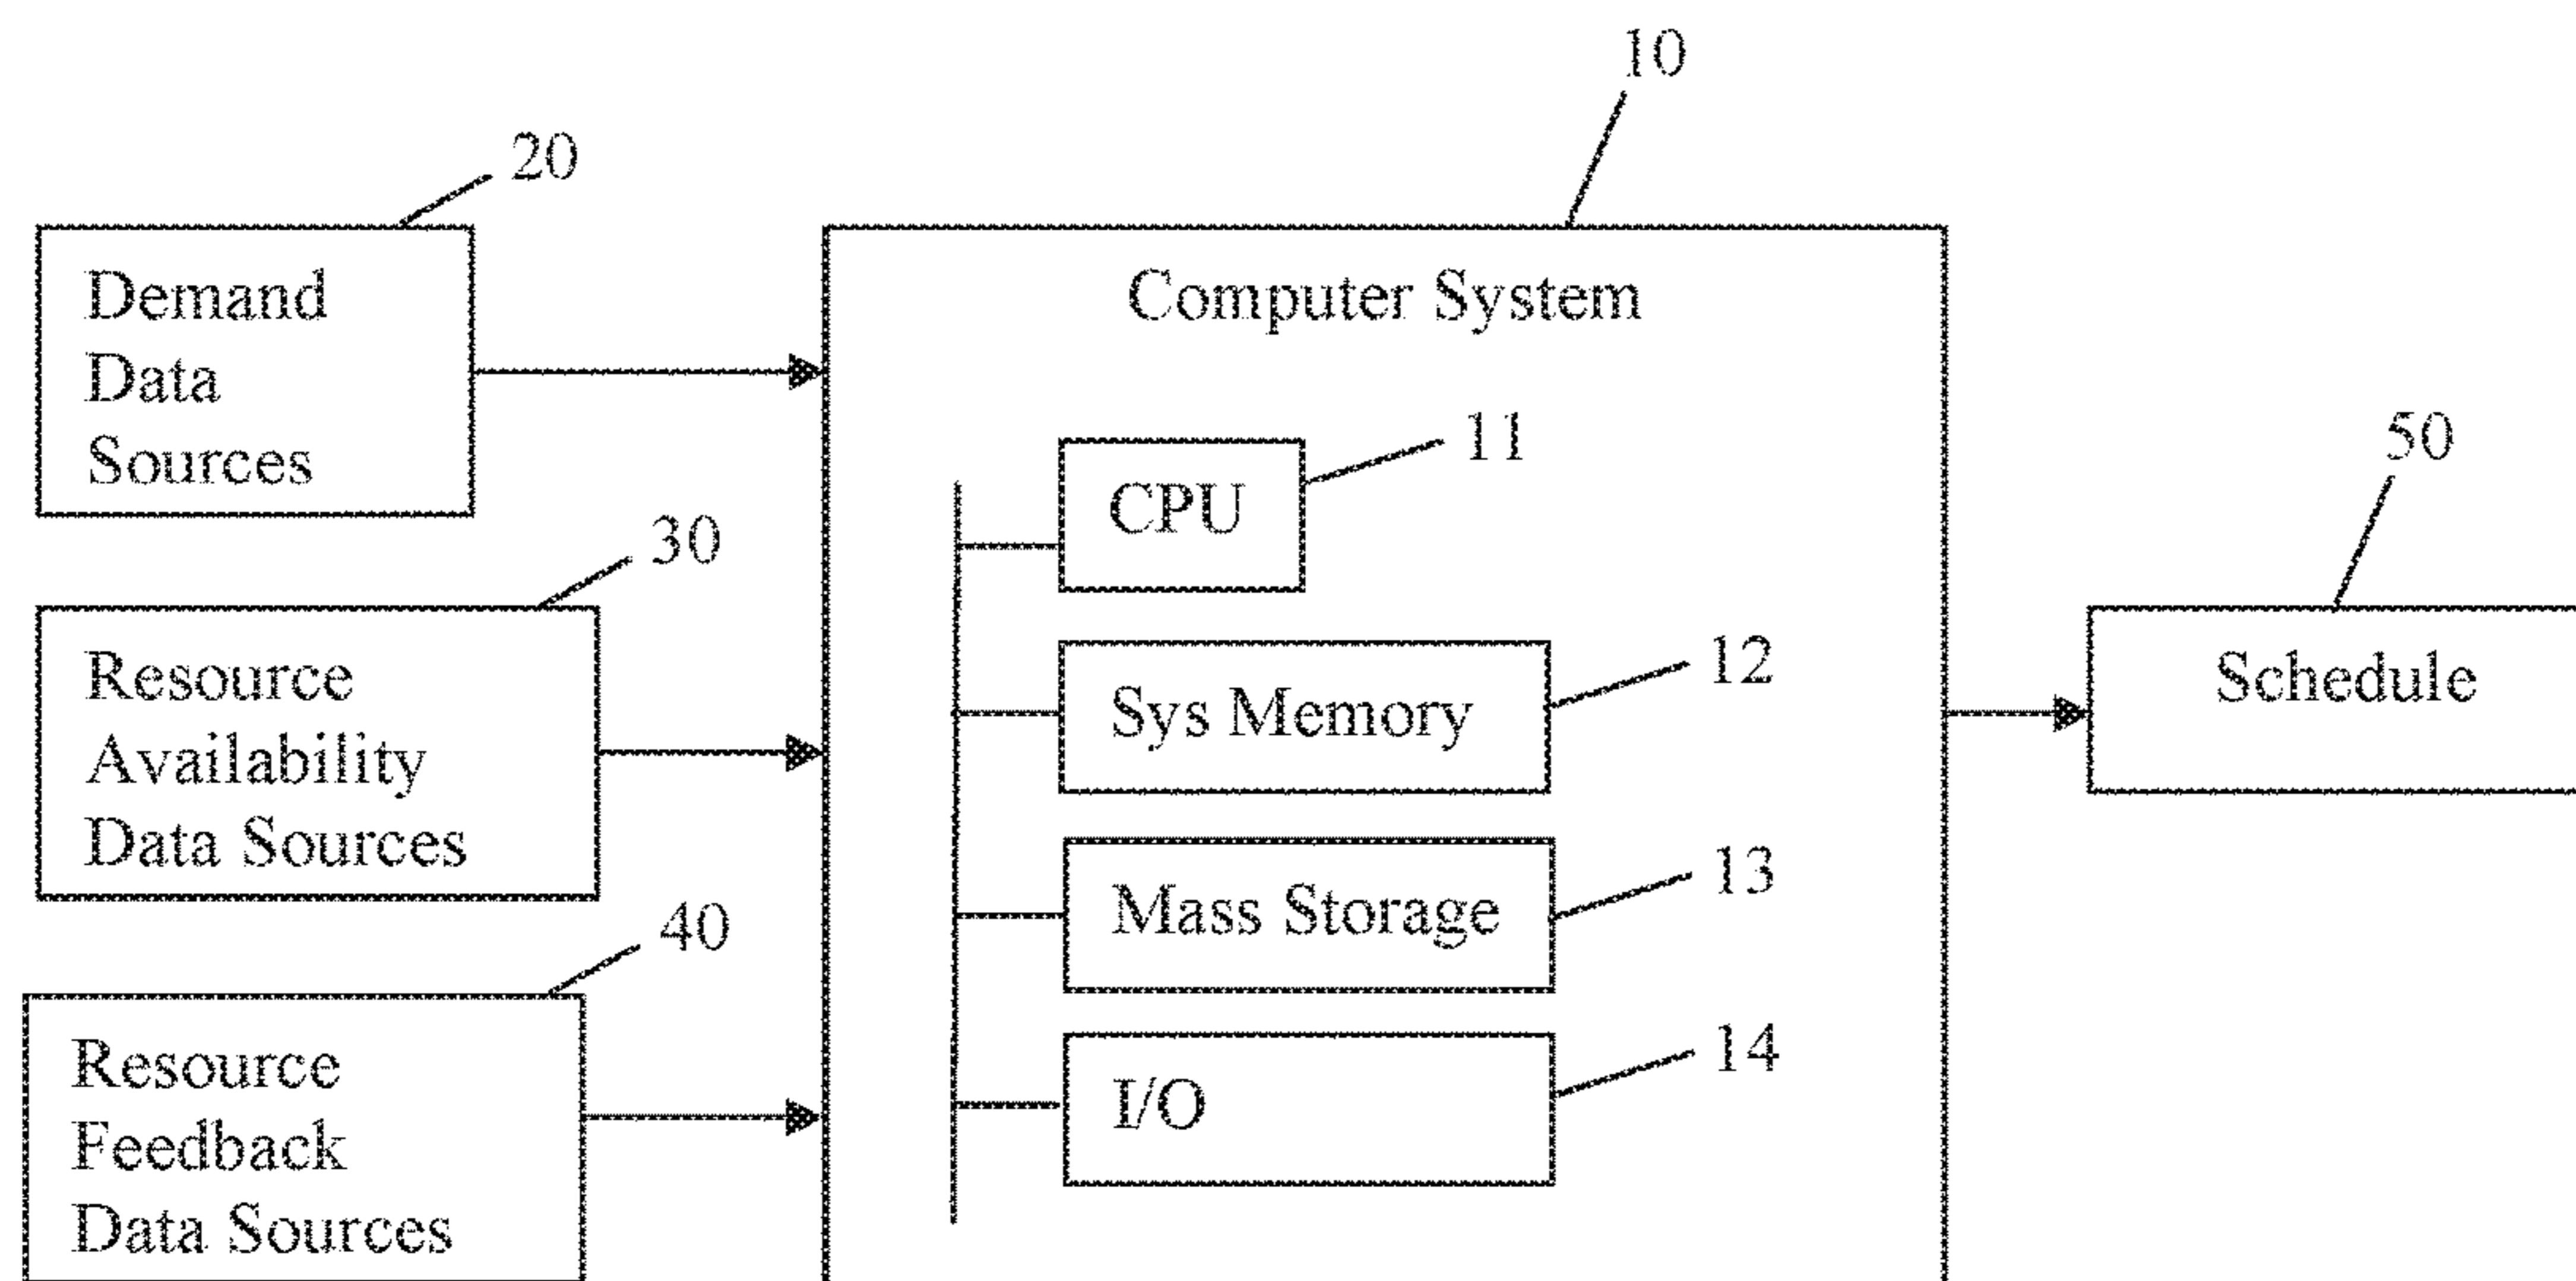 10
20
Demand
Data
Sources
Computer System
11
CPU
50
30
Resource
Availability
Data Sources
12
Sys Memory
Schedule
13
Mass Storage
40
Resource
Feedback
Data Sources
14
I/O